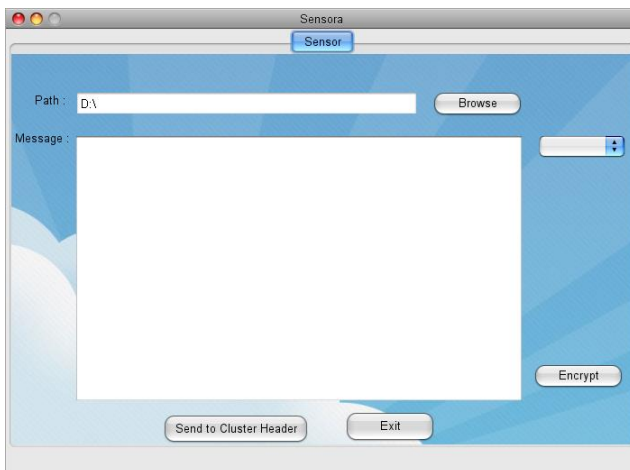 Sensora
Sensor
Path :
D:\
Browse
Message :
Encrypt
Send to Cluster Header
Exit